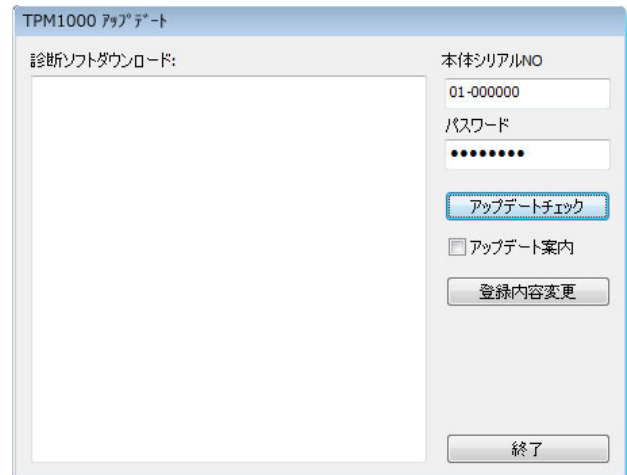 TPM1000 ｱｯﾌﾟﾃﾞｰﾄ
診断ソフトダウンロード:
本体シリアルNO
01-000000
パスワード
●●●●●●●●
アップデートチェック
アップデート案内
登録内容変更
終了